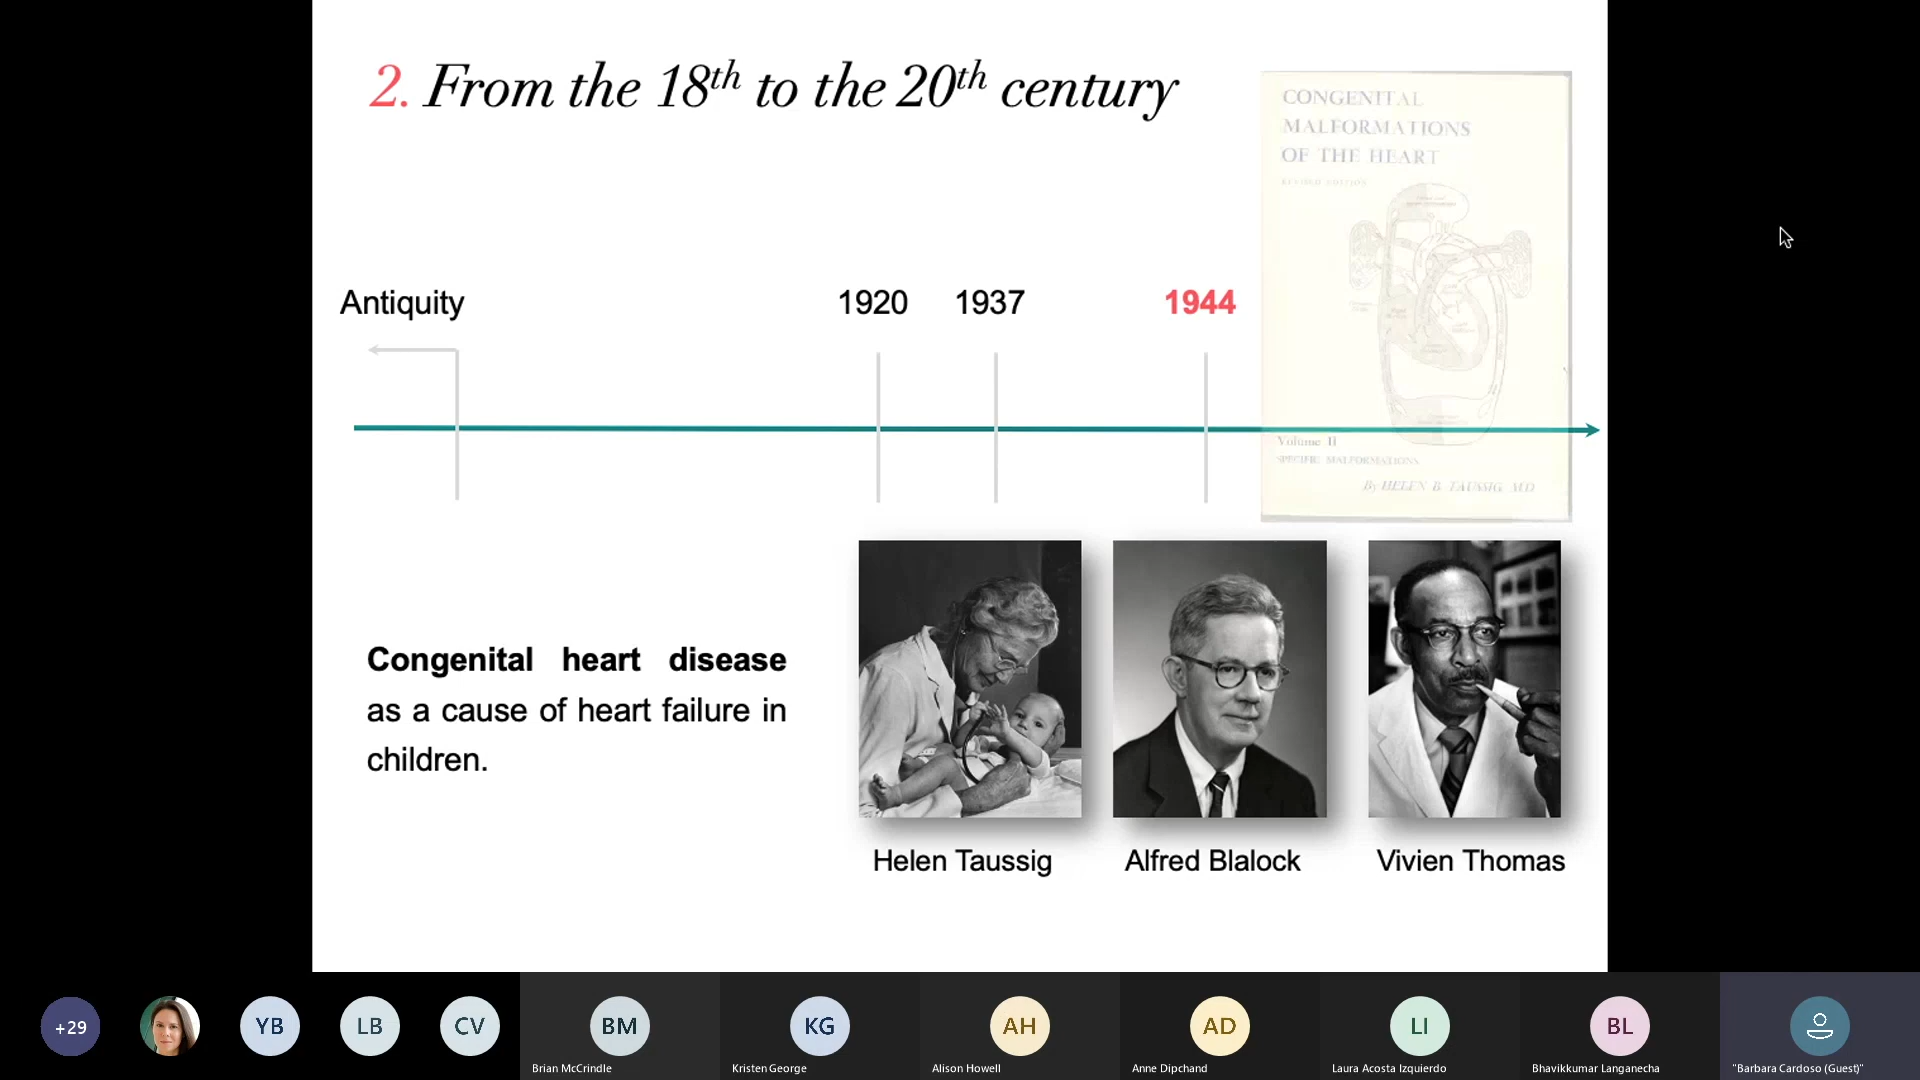 2. From the 18th to the 20th century
CONGENITAL
MALFORMATIONS
OF THE HEART
REVISED EDITION
Antiquity
1920
1937
1944
Volume II
SPECIFIC MALFORMATIONS
By HELEN B. TAUSSIG, M.D.
Congenital heart disease
as a cause of heart failure in
children.
Helen Taussig
Alfred Blalock
Vivien Thomas
+29
YB
LB
CV
BM
KG
AH
AD
LI
BL
Brian McCrindle
Kristen George
Alison Howell
Anne Dipchand
Laura Acosta Izquierdo
Bhavikkumar Langanecha
"Barbara Cardoso (Guest)"